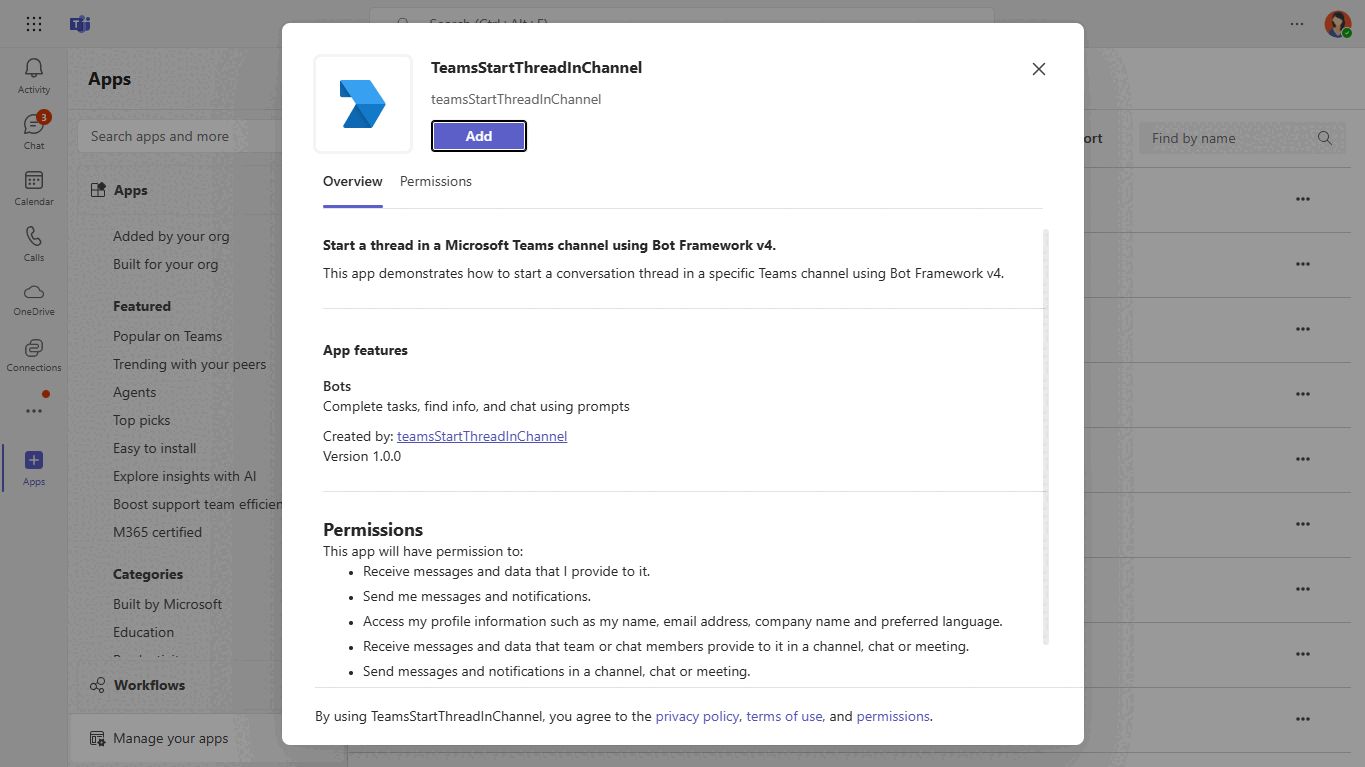 Search (Ctrl+Alt+E)
Activity
3
Chat
Calendar
Calls
OneDrive
Connections
Apps
Apps
Search apps and more
Apps
Added by your org
Built for your org
Featured
Popular on Teams
Trending with your peers
Agents
Top picks
Easy to install
Explore insights with AI
Boost support team efficien
M365 certified
Categories
Built by Microsoft
Education
Workflows
Manage your apps
TeamsStartThreadInChannel
teamsStartThreadInChannel
Add
Overview Permissions
Start a thread in a Microsoft Teams channel using Bot Framework v4.
This app demonstrates how to start a conversation thread in a specific Teams channel using Bot Framework v4.
App features
Bots
Complete tasks, find info, and chat using prompts
Created by: teamsStartThreadInChannel
Version 1.0.0
Permissions
This app will have permission to:
Receive messages and data that I provide to it.
Send me messages and notifications.
Access my profile information such as my name, email address, company name and preferred language.
Receive messages and data that team or chat members provide to it in a channel, chat or meeting.
Send messages and notifications in a channel, chat or meeting.
By using TeamsStartThreadInChannel, you agree to the privacy policy, terms of use, and permissions.
ort
Find by name